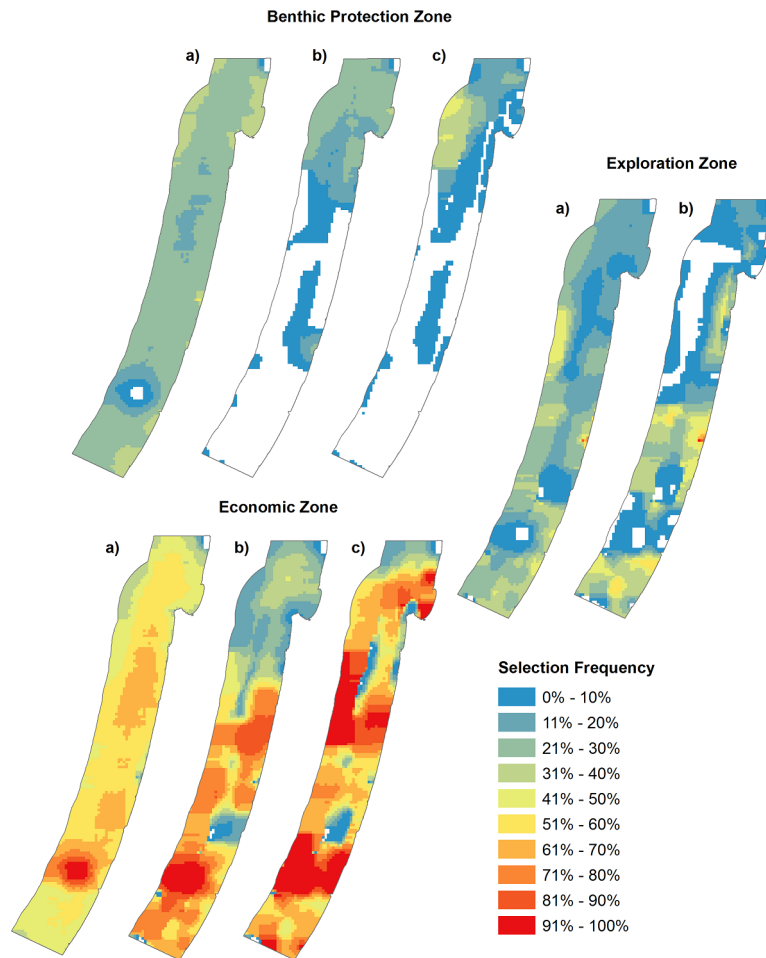 Benthic Protection Zone
a)
b)
c)
Exploration Zone
a)
b)
Economic Zone
a)
b)
c)
Selection Frequency
0% - 10%
11% - 20%
21% - 30%
31% - 40%
41% - 50%
51% - 60%
61% - 70%
71% - 80%
81% - 90%
91% - 100%